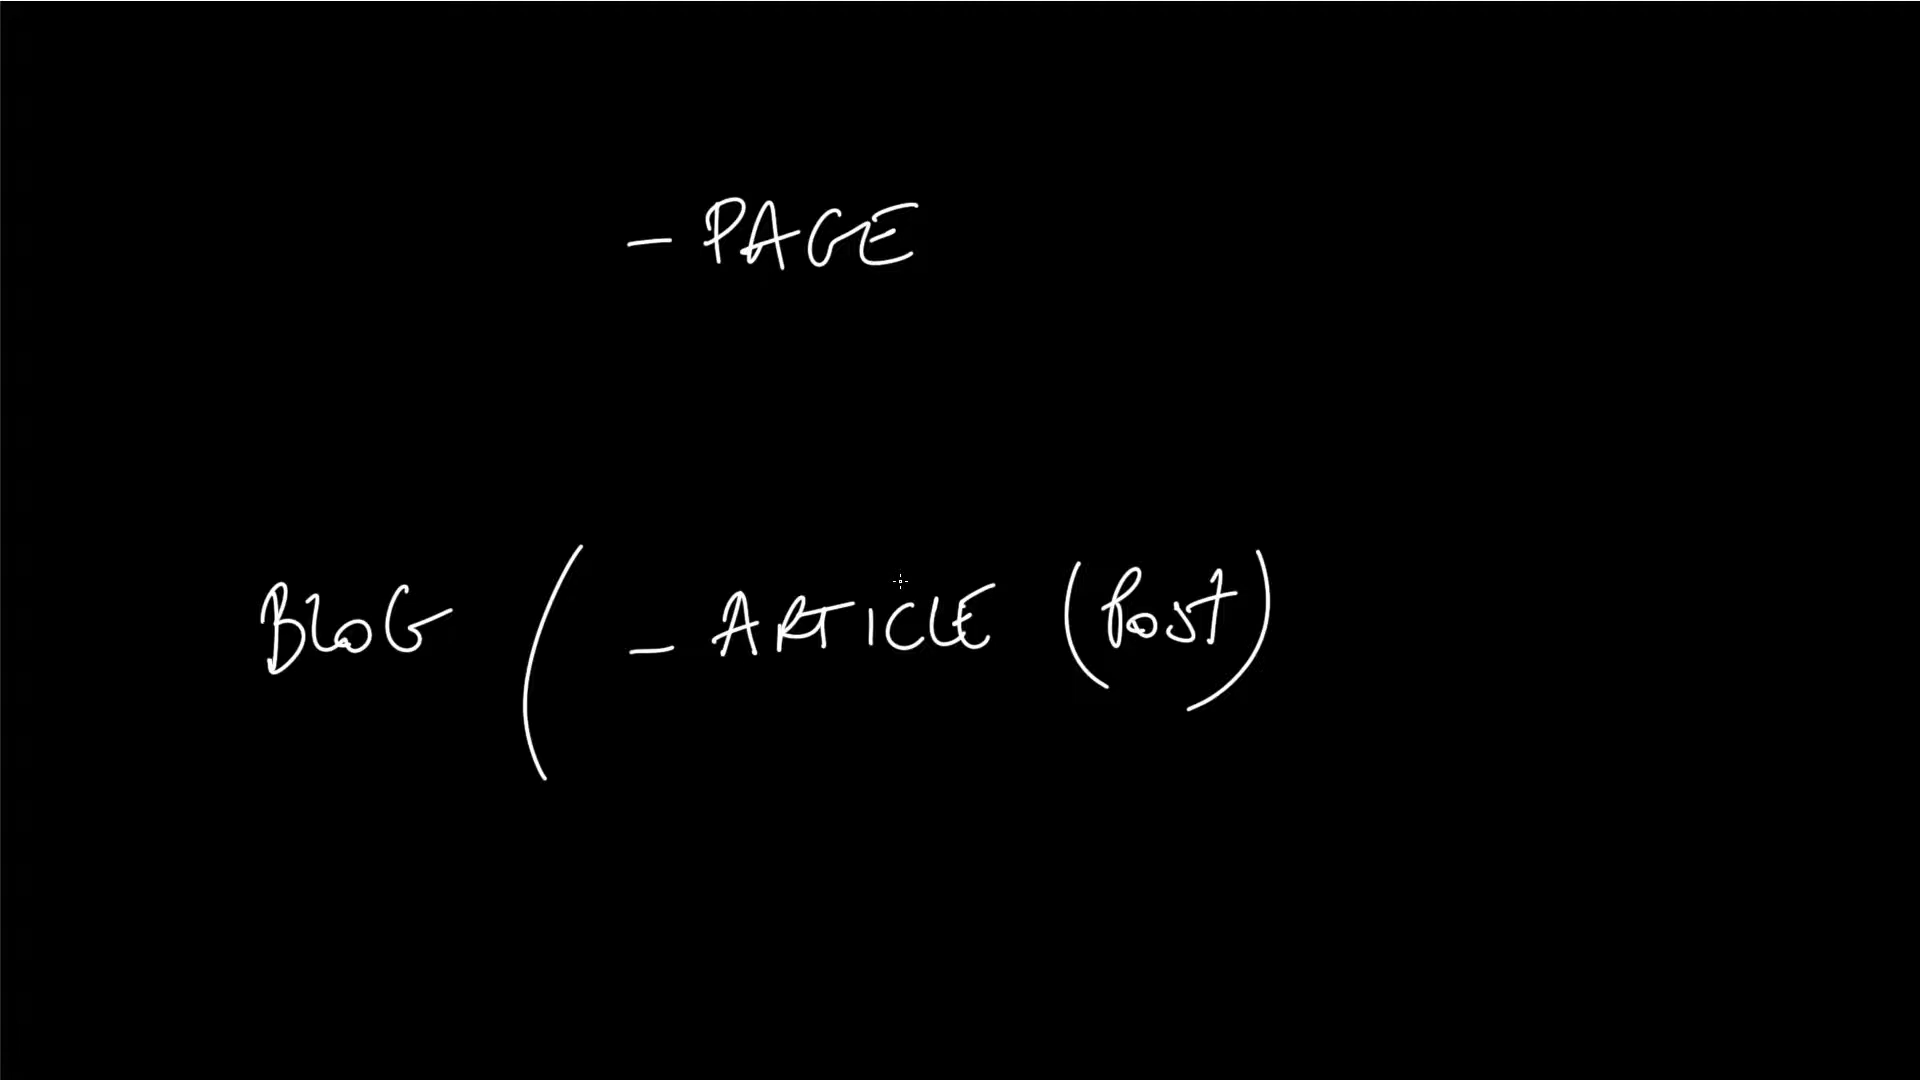 - PAGE
BLOG ( - ARTICLE (Post)